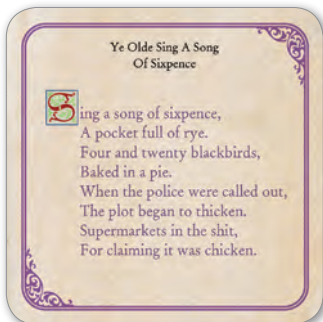 Ye Olde Sing A Song
Of Sixpence
Sing a song of sixpence,
A pocket full of rye.
Four and twenty blackbirds,
Baked in a pie.
When the police were called out,
The plot began to thicken.
Supermarkets in the shit,
For claiming it was chicken.